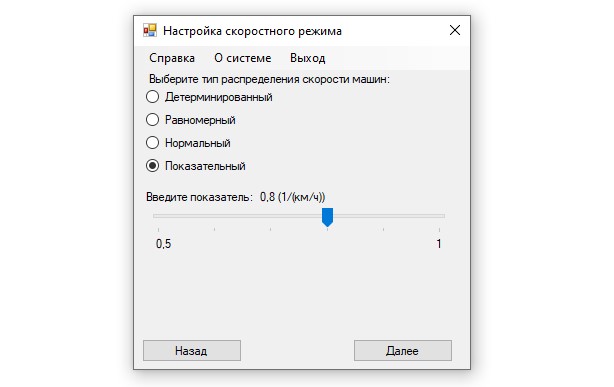 Настройка скоростного режима
Справка О системе Выход
Выберите тип распределения скорости машин:
Детерминированный
Равномерный
Нормальный
Показательный
Введите показатель: 0,8 (1/(км/ч))
0,5 1
Назад Далее